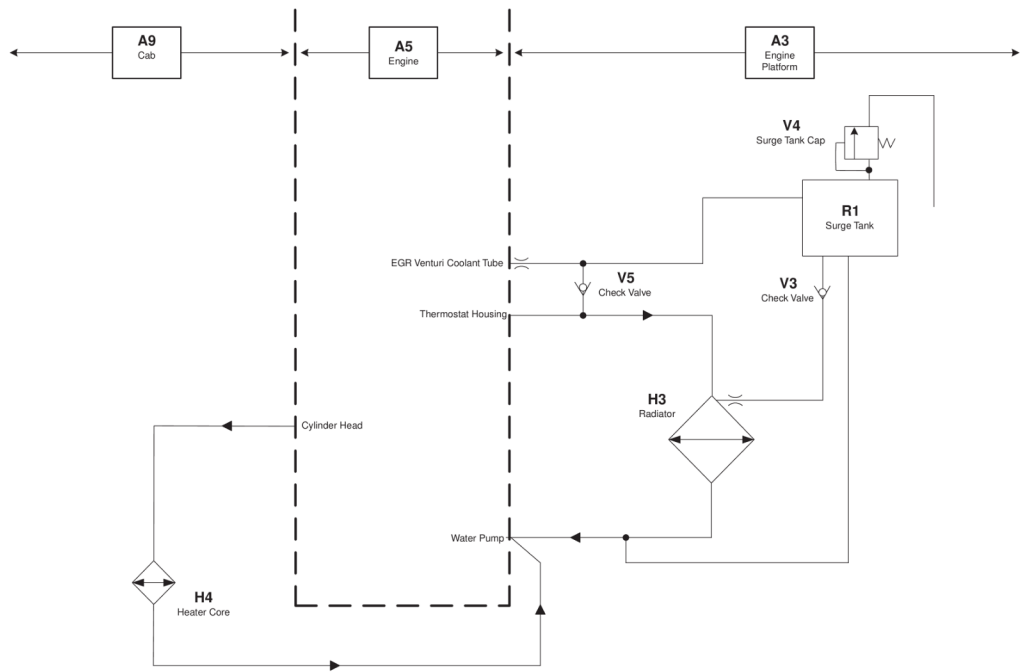 A9
Cab
A5
Engine
A3
Engine
Platform
V4
Surge Tank Cap
R1
Surge Tank
EGR Venturi Coolant Tube
V5
Check Valve
V3
Check Valve
Thermostat Housing
H3
Radiator
Cylinder Head
Water Pump
H4
Heater Core